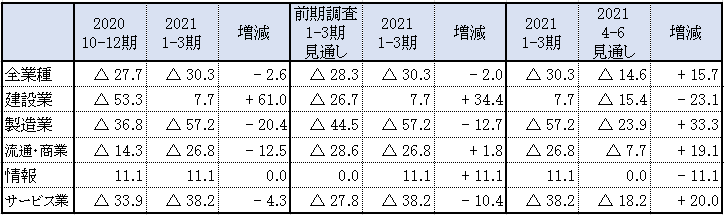 2020 10-12期 2021 1-3期 増減 前期調査 1-3期 見通し 2021 1-3期 増減 2021 1-3期 2021 4-6 見通し 増減
全業種 △ 27.7 △ 30.3 - 2.6 △ 28.3 △ 30.3 - 2.0 △ 30.3 △ 14.6 + 15.7
建設業 △ 53.3 7.7 + 61.0 △ 26.7 7.7 + 34.4 7.7 △ 15.4 - 23.1
製造業 △ 36.8 △ 57.2 - 20.4 △ 44.5 △ 57.2 - 12.7 △ 57.2 △ 23.9 + 33.3
流通・商業 △ 14.3 △ 26.8 - 12.5 △ 28.6 △ 26.8 + 1.8 △ 26.8 △ 7.7 + 19.1
情報 11.1 11.1 0.0 0.0 11.1 + 11.1 11.1 0.0 - 11.1
サービス業 △ 33.9 △ 38.2 - 4.3 △ 27.8 △ 38.2 - 10.4 △ 38.2 △ 18.2 + 20.0